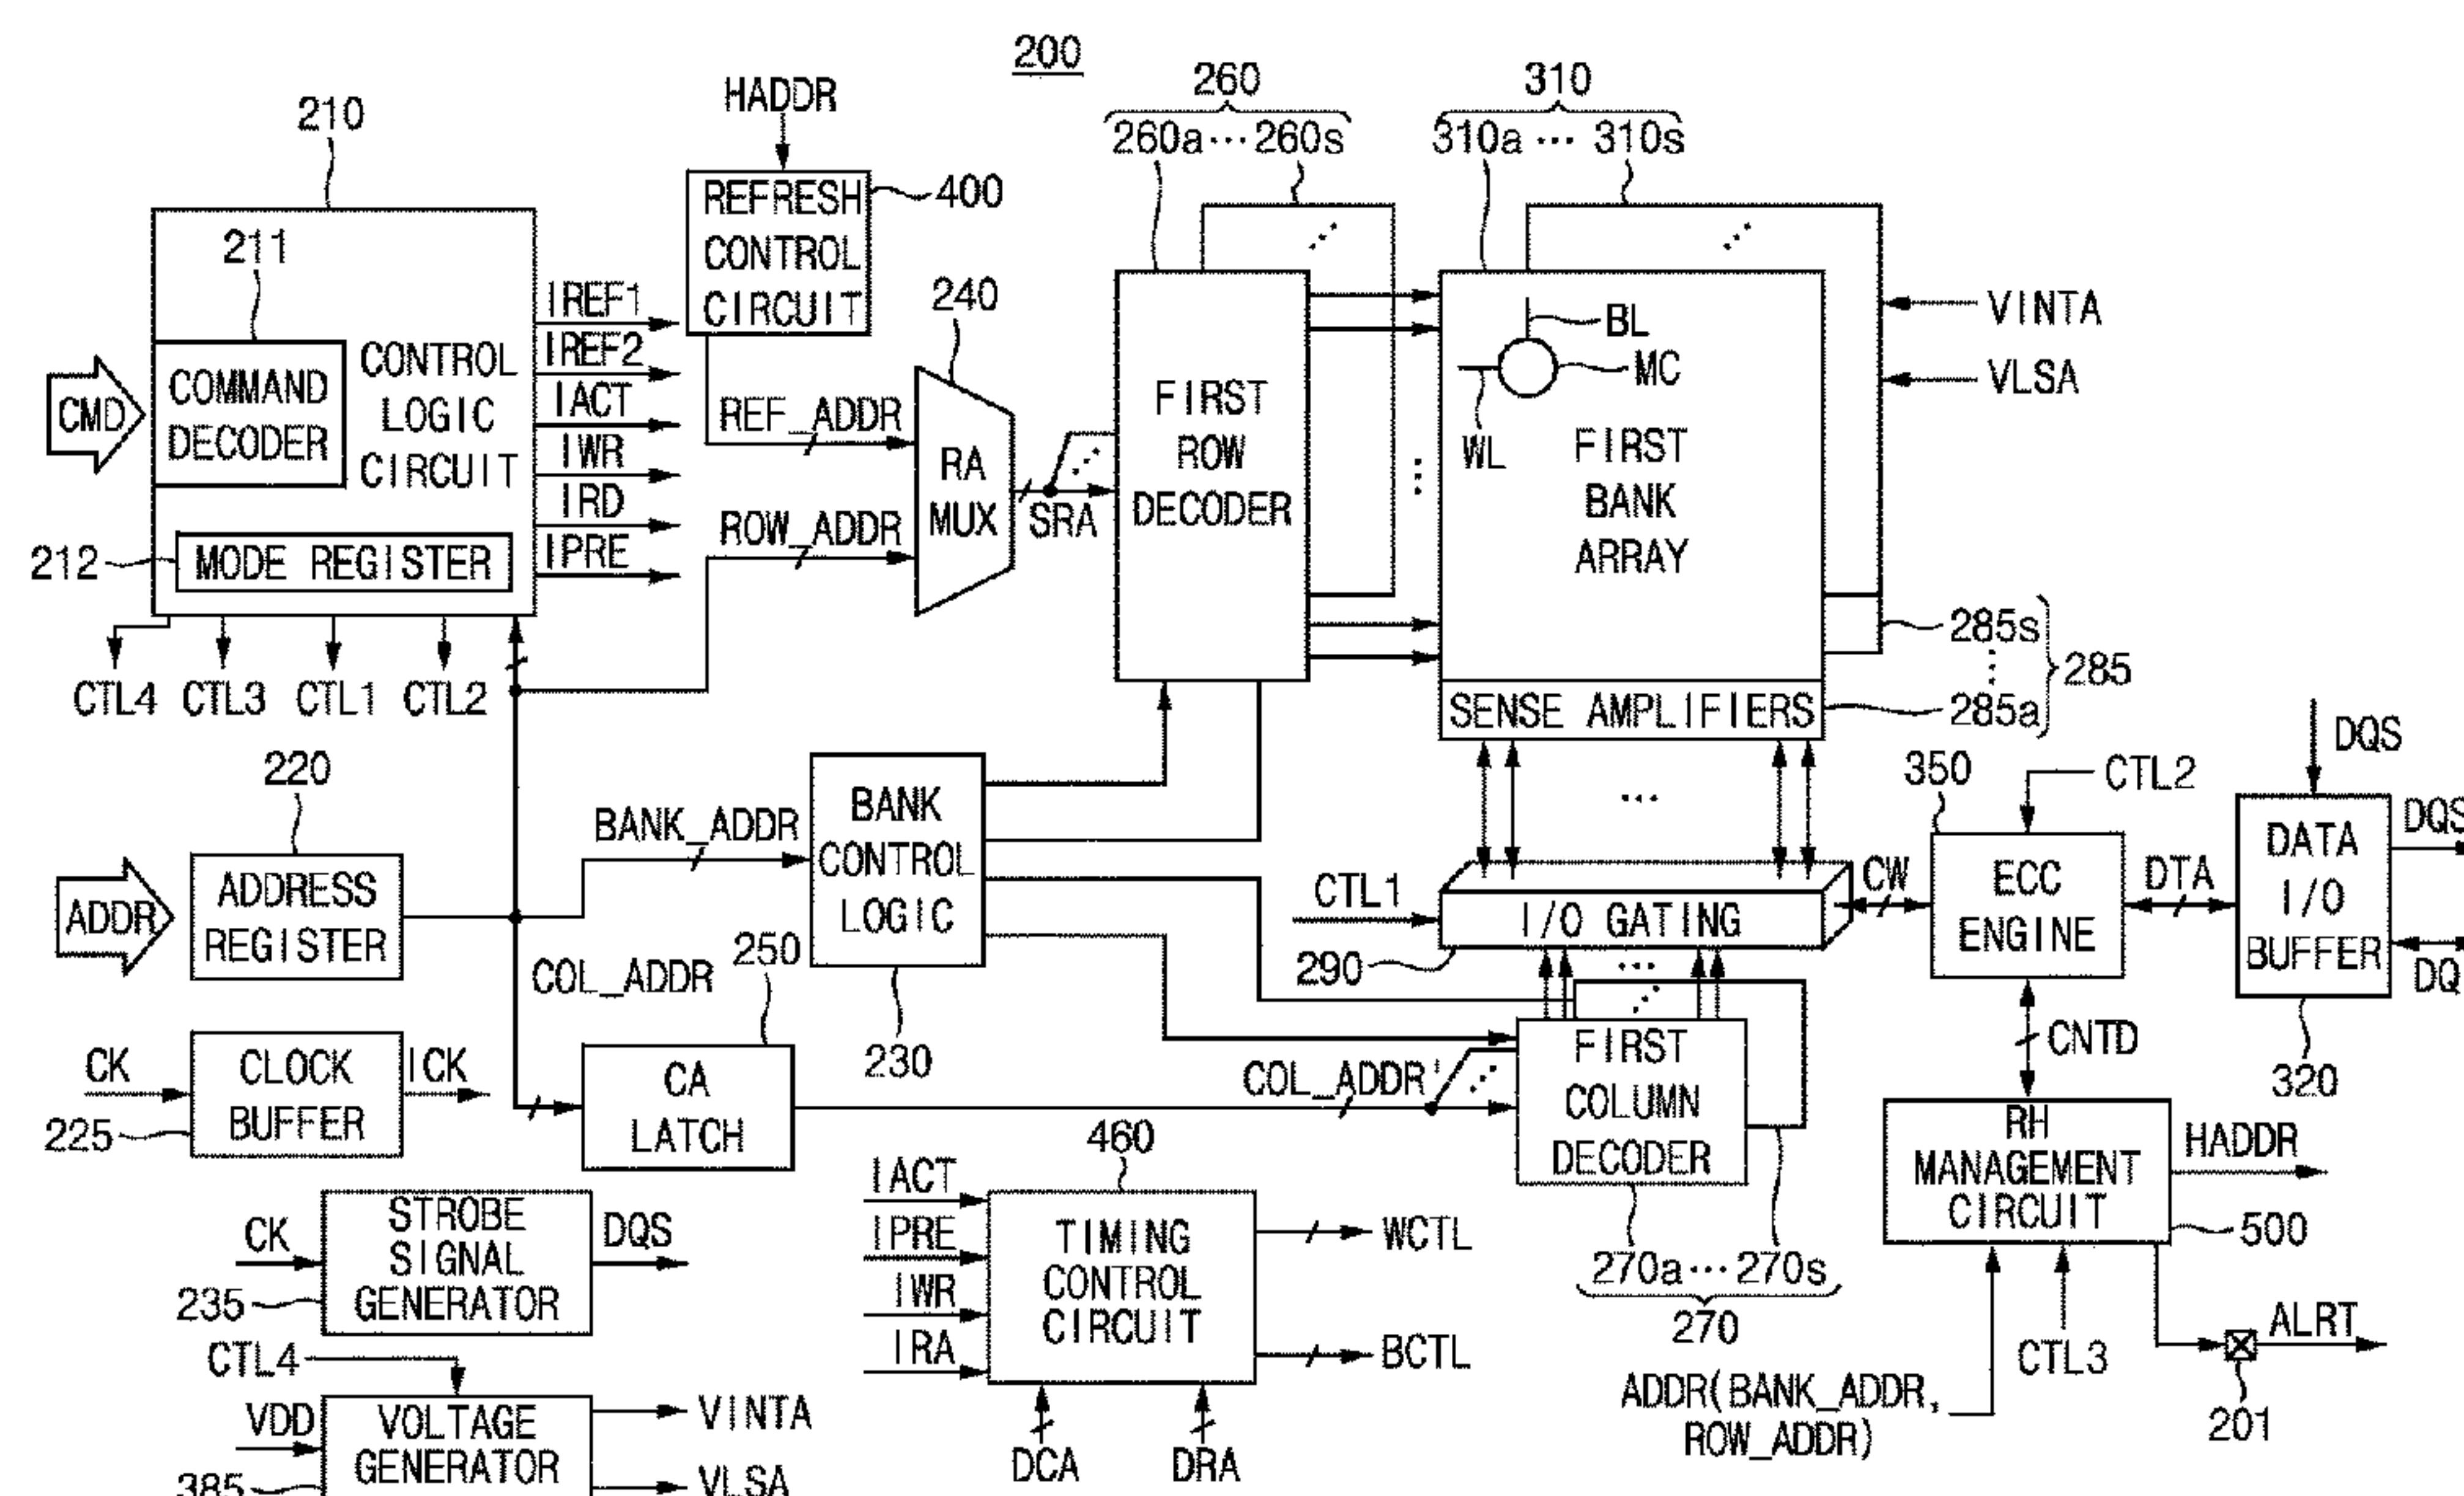 200
210
HADDR
260
260a···260s
310
310a ··· 310s
211
REFRESH
CONTROL
CIRCUIT
400
IREF1
IREF2
IACT
IWR
IRD
IPRE
CMD
COMMAND
DECODER
CONTROL
LOGIC
CIRCUIT
212
MODE REGISTER
240
REF_ADDR
ROW_ADDR
RA
MUX
SRA
FIRST
ROW
DECODER
BL
MC
WL
FIRST
BANK
ARRAY
VINTA
VLSA
285s
285a
285
SENSE AMPLIFIERS
CTL4 CTL3 CTL1 CTL2
220
ADDR
ADDRESS
REGISTER
BANK_ADDR
BANK
CONTROL
LOGIC
230
COL_ADDR
250
CA
LATCH
CTL1
I/O GATING
290
CW
350
CTL2
ECC
ENGINE
DTA
DQS
DATA
I/O
BUFFER
DQS
DQ
320
CK
CLOCK
BUFFER
ICK
225
COL_ADDR'
FIRST
COLUMN
DECODER
270a···270s
270
CNTD
RH
MANAGEMENT
CIRCUIT
HADDR
500
CTL3
ADDR(BANK_ADDR,
ROW_ADDR)
ALRT
201
CK
STROBE
SIGNAL
GENERATOR
DQS
235
460
IACT
IPRE
IWR
IRA
TIMING
CONTROL
CIRCUIT
WCTL
BCTL
DCA
DRA
CTL4
VDD
VOLTAGE
GENERATOR
VINTA
VLSA
385